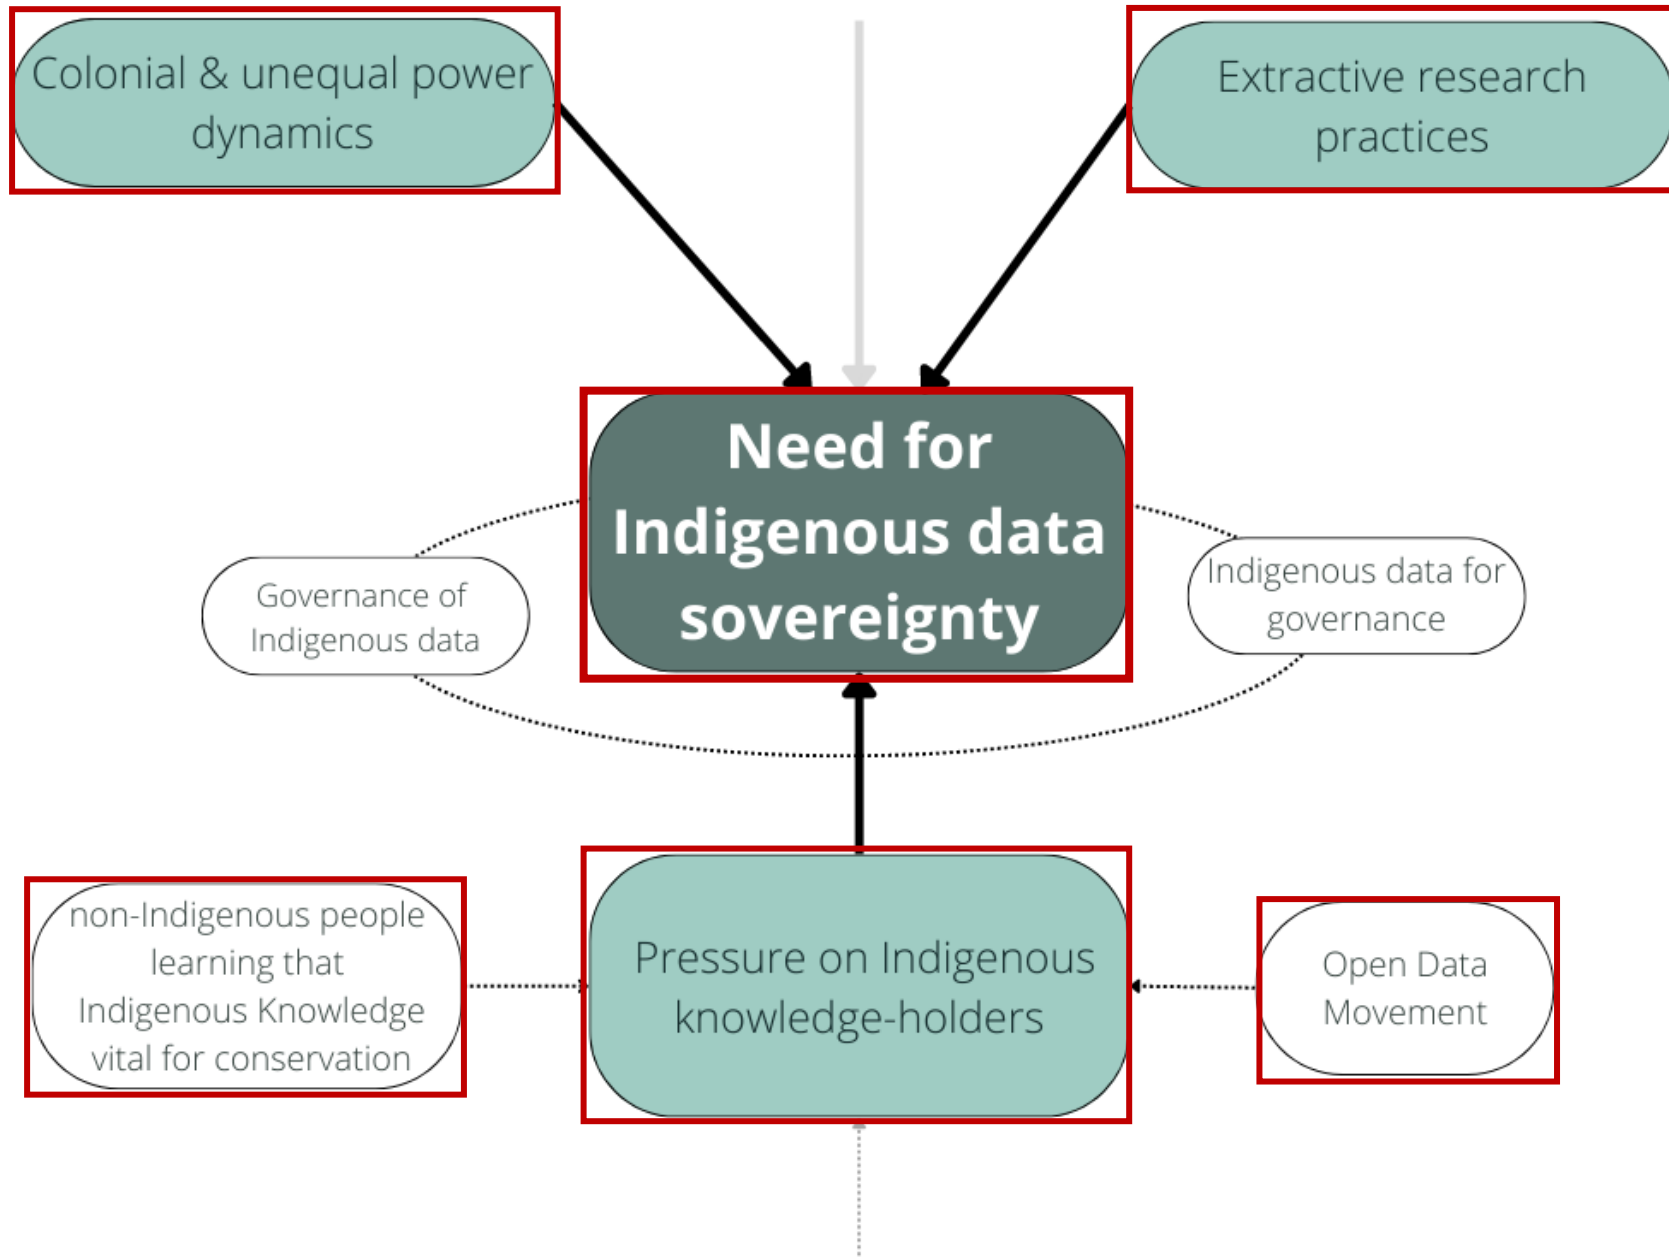 Colonial & unequal power
dynamics
Extractive research
practices
Need for
Indigenous data
sovereignty
Governance of
Indigenous data
Indigenous data for
governance
non-Indigenous people
learning that
Indigenous Knowledge
vital for conservation
Pressure on Indigenous
knowledge-holders
Open Data
Movement